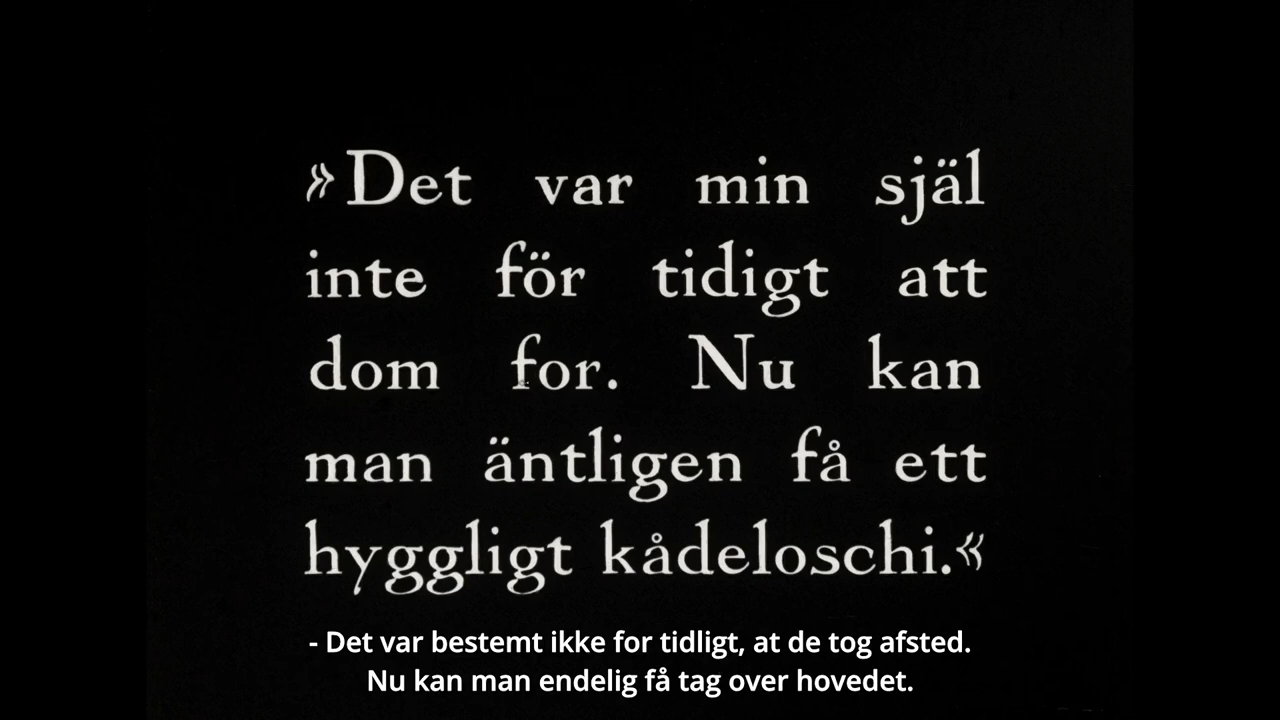 »Det var min själ
inte för tidigt att
dom for. Nu kan
man äntligen få ett
hyggligt kådeloschi.«
- Det var bestemt ikke for tidligt, at de tog afsted.
Nu kan man endelig få tag over hovedet.